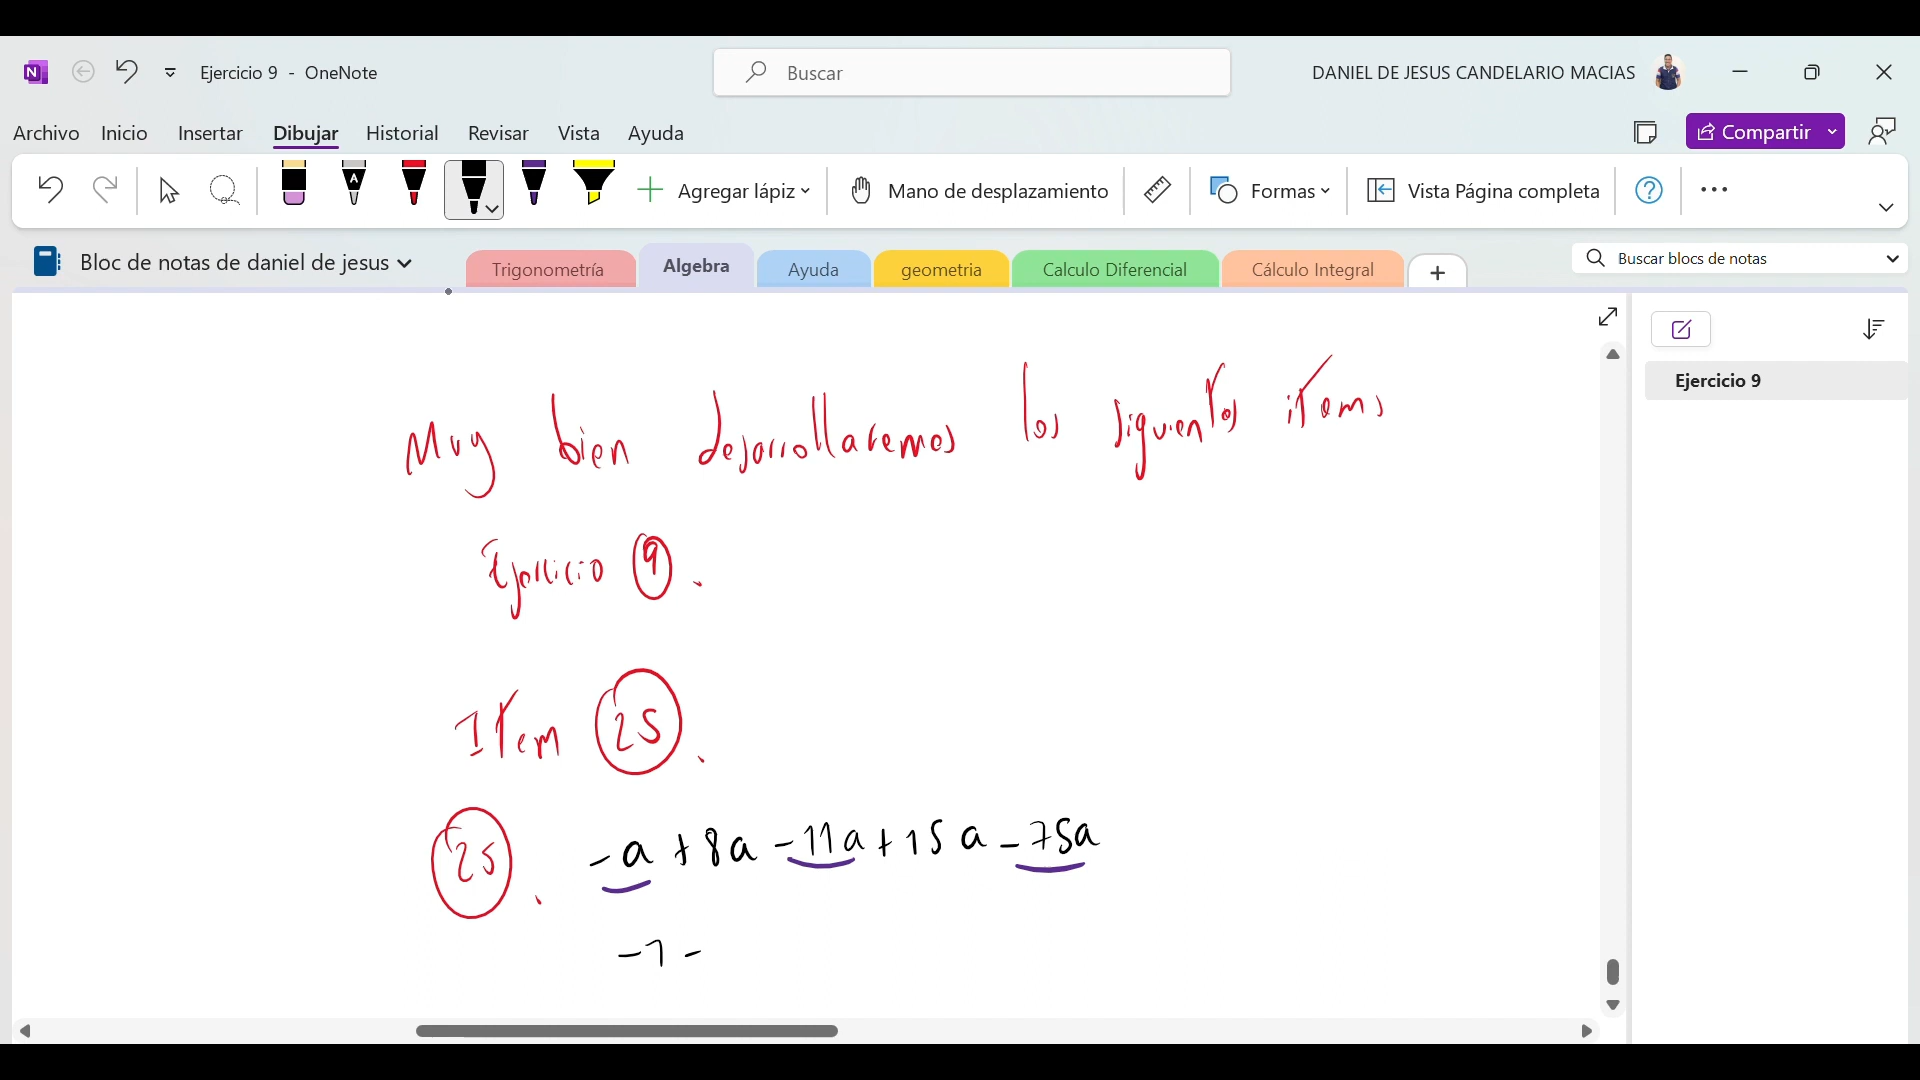 Ejercicio 9 - OneNote
Buscar
DANIEL DE JESUS CANDELARIO MACIAS
Archivo Inicio Insertar Dibujar Historial Revisar Vista Ayuda
Compartir
A
Agregar lápiz
Mano de desplazamiento
Formas
Vista Página completa
Bloc de notas de daniel de jesus
Trigonometría
Algebra
Ayuda
geometria
Calculo Diferencial
Cálculo Integral
+
Buscar blocs de notas
Ejercicio 9
Muy bien desarrollaremos los siguientes items
Ejercicio 9.
Item 25.
25. -a + 8a - 11a + 15a - 75a
-1 -